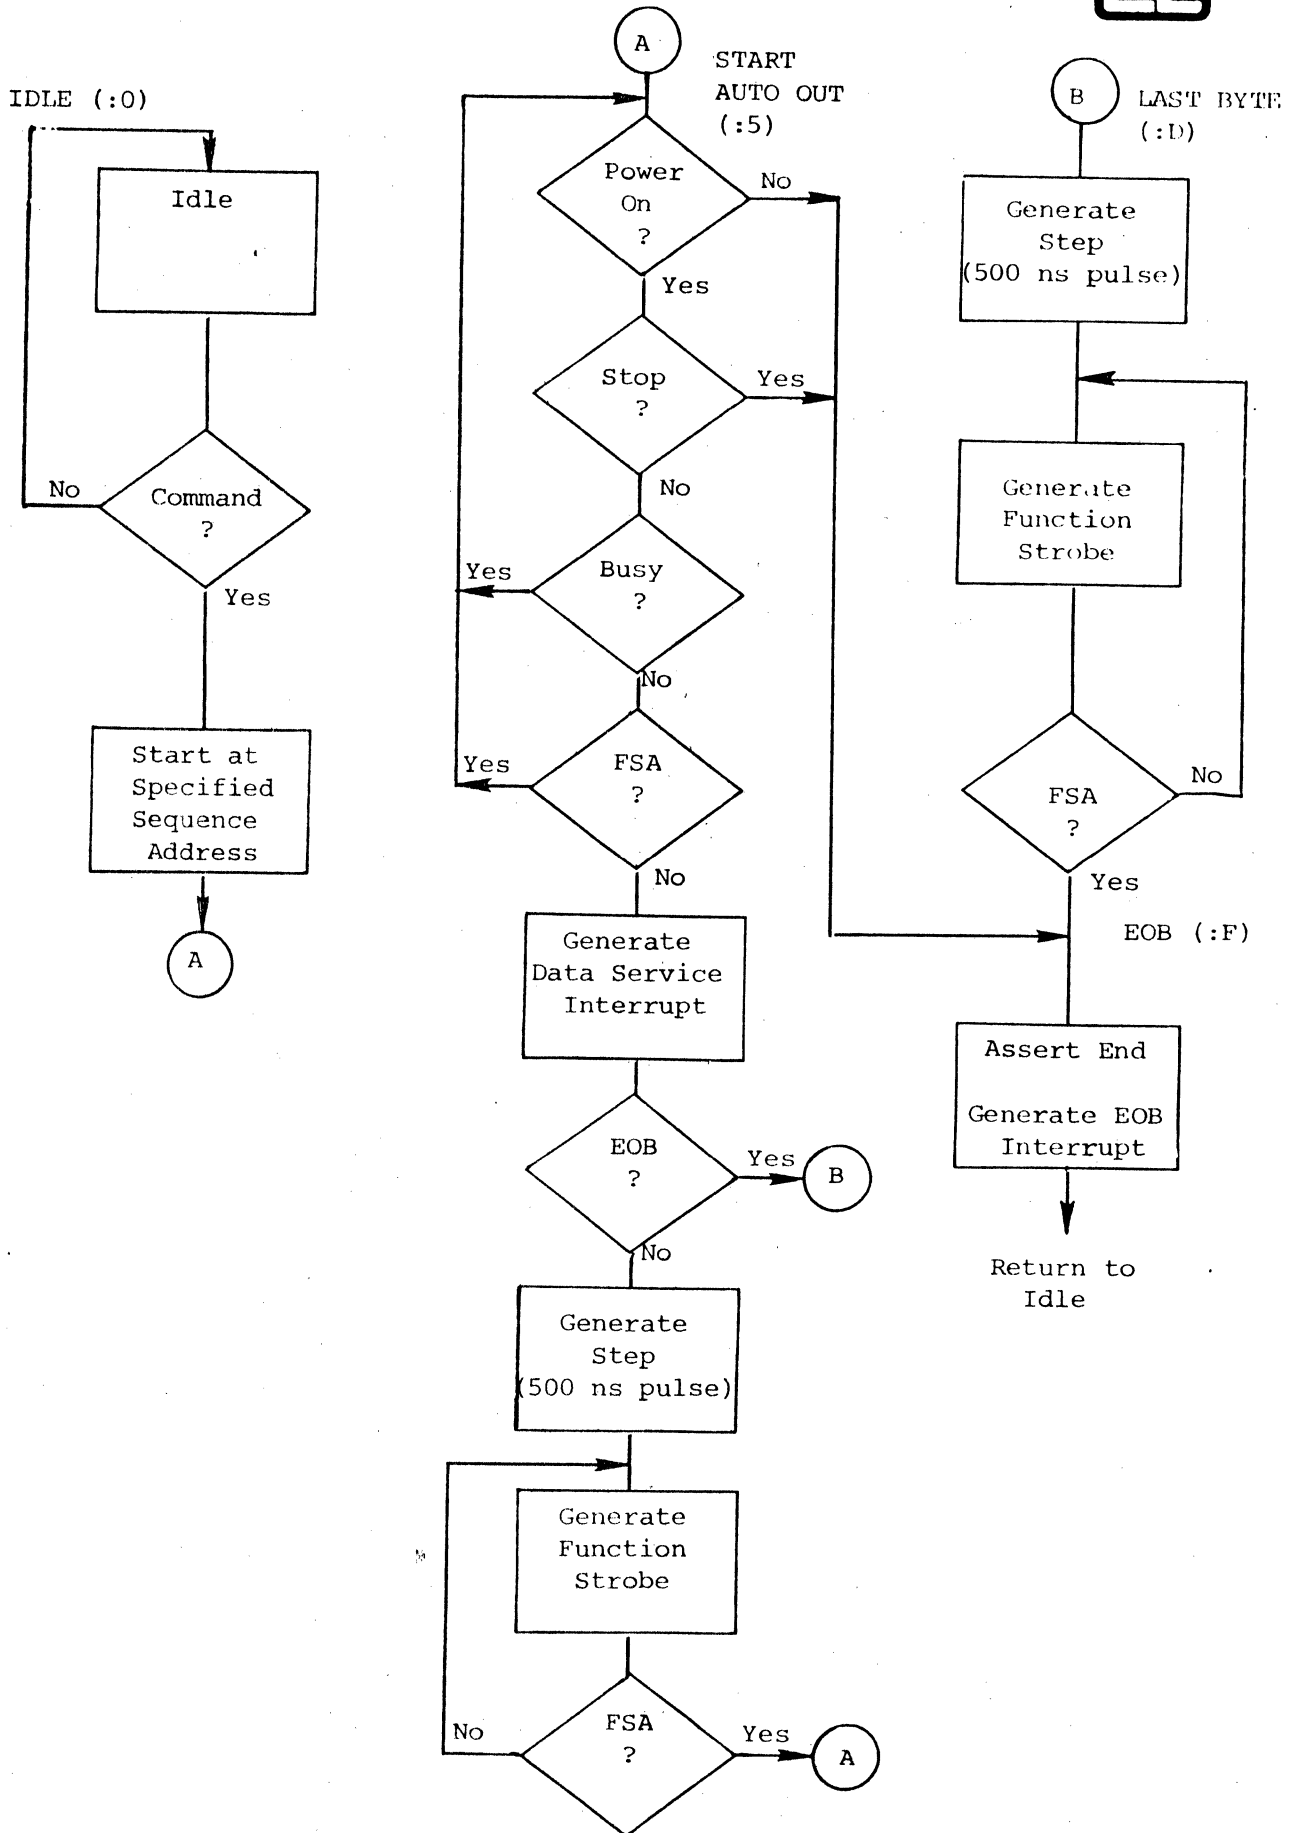 IDLE (:0)
Idle
No
Command
?
Yes
Start at
Specified
Sequence
Address
A
A
START
AUTO OUT
(:5)
Power
On
?
No
Yes
Stop
?
Yes
No
Busy
?
Yes
No
FSA
?
Yes
No
Generate
Data Service
Interrupt
EOB
?
Yes
B
No
Generate
Step
(500 ns pulse)
Generate
Function
Strobe
FSA
?
No
Yes
A
B
LAST BYTE
(:D)
Generate
Step
(500 ns pulse)
Generate
Function
Strobe
FSA
?
No
Yes
EOB (:F)
Assert End
Generate EOB
Interrupt
Return to
Idle